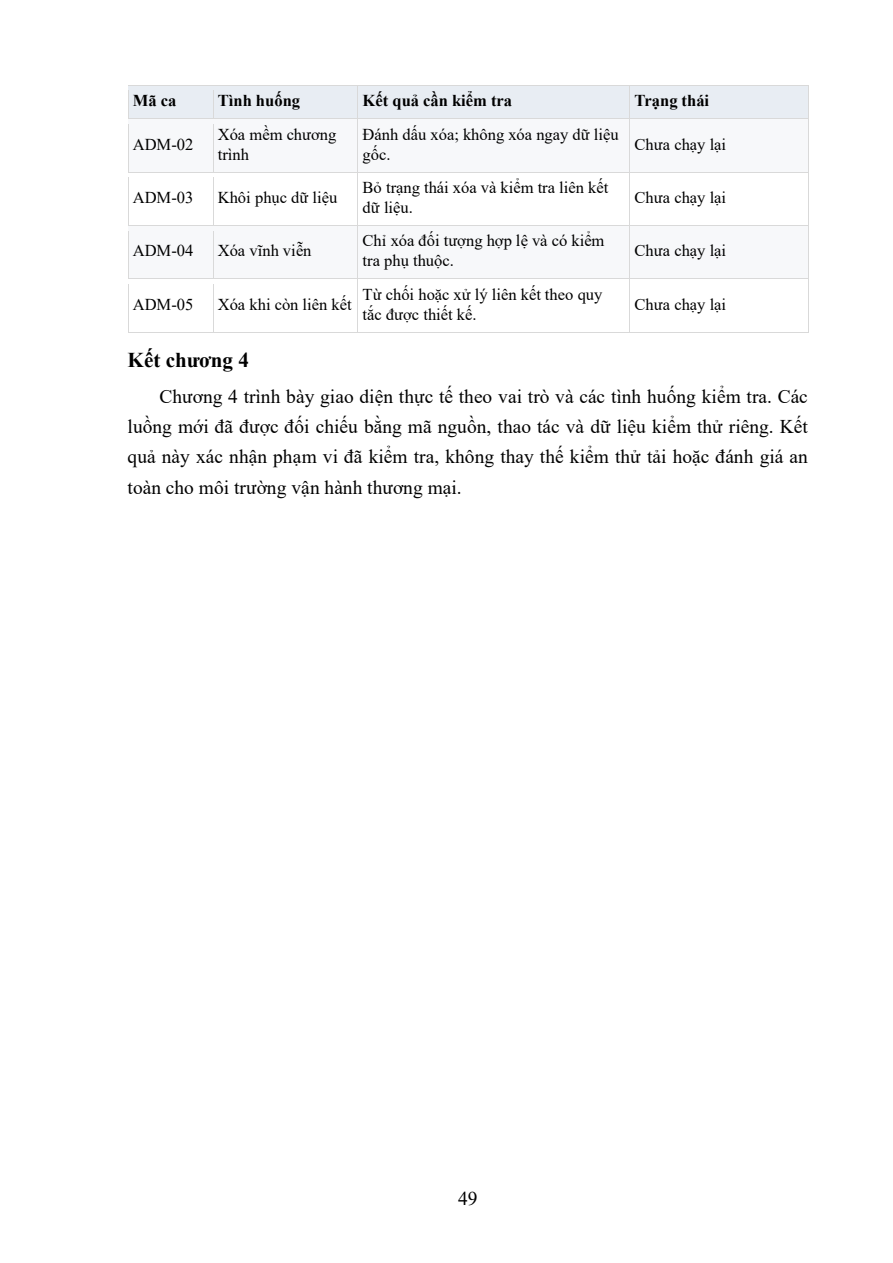 Mã ca Tình huống Kết quả cần kiểm tra Trạng thái
ADM-02 Xóa mềm chương trình Đánh dấu xóa; không xóa ngay dữ liệu gốc. Chưa chạy lại
ADM-03 Khôi phục dữ liệu Bỏ trạng thái xóa và kiểm tra liên kết dữ liệu. Chưa chạy lại
ADM-04 Xóa vĩnh viễn Chỉ xóa đối tượng hợp lệ và có kiểm tra phụ thuộc. Chưa chạy lại
ADM-05 Xóa khi còn liên kết Từ chối hoặc xử lý liên kết theo quy tắc được thiết kế. Chưa chạy lại
Kết chương 4
Chương 4 trình bày giao diện thực tế theo vai trò và các tình huống kiểm tra. Các
luồng mới đã được đối chiếu bằng mã nguồn, thao tác và dữ liệu kiểm thử riêng. Kết
quả này xác nhận phạm vi đã kiểm tra, không thay thế kiểm thử tải hoặc đánh giá an
toàn cho môi trường vận hành thương mại.
49